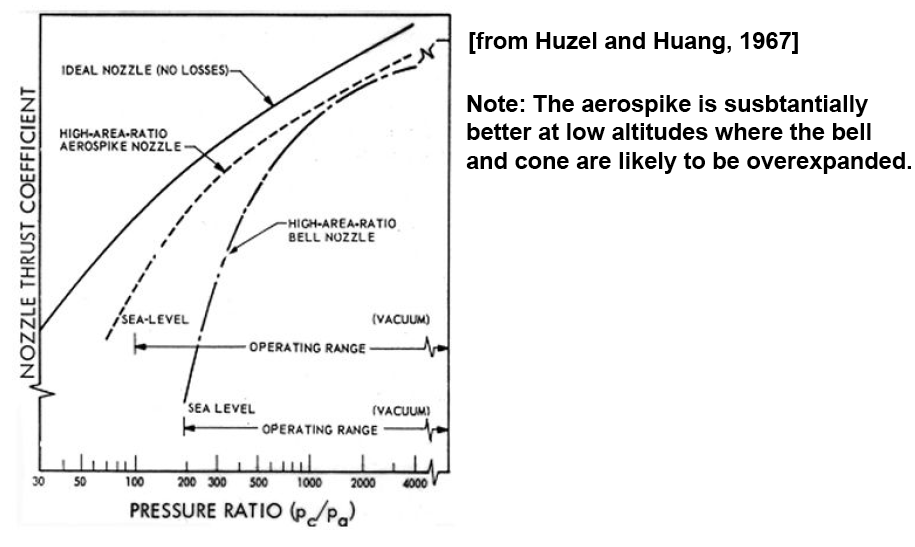 [from Huzel and Huang, 1967]
Note: The aerospike is susbtantially
better at low altitudes where the bell
and cone are likely to be overexpanded.
NOZZLE THRUST COEFFICIENT
IDEAL NOZZLE (NO LOSSES)
HIGH-AREA-RATIO
AEROSPIKE NOZZLE
HIGH-AREA-RATIO
BELL NOZZLE
SEA-LEVEL (VACUUM)
OPERATING RANGE
SEA LEVEL (VACUUM)
OPERATING RANGE
30 50 100 200 300 500 1000 2000 4000
PRESSURE RATIO (pc/pa)